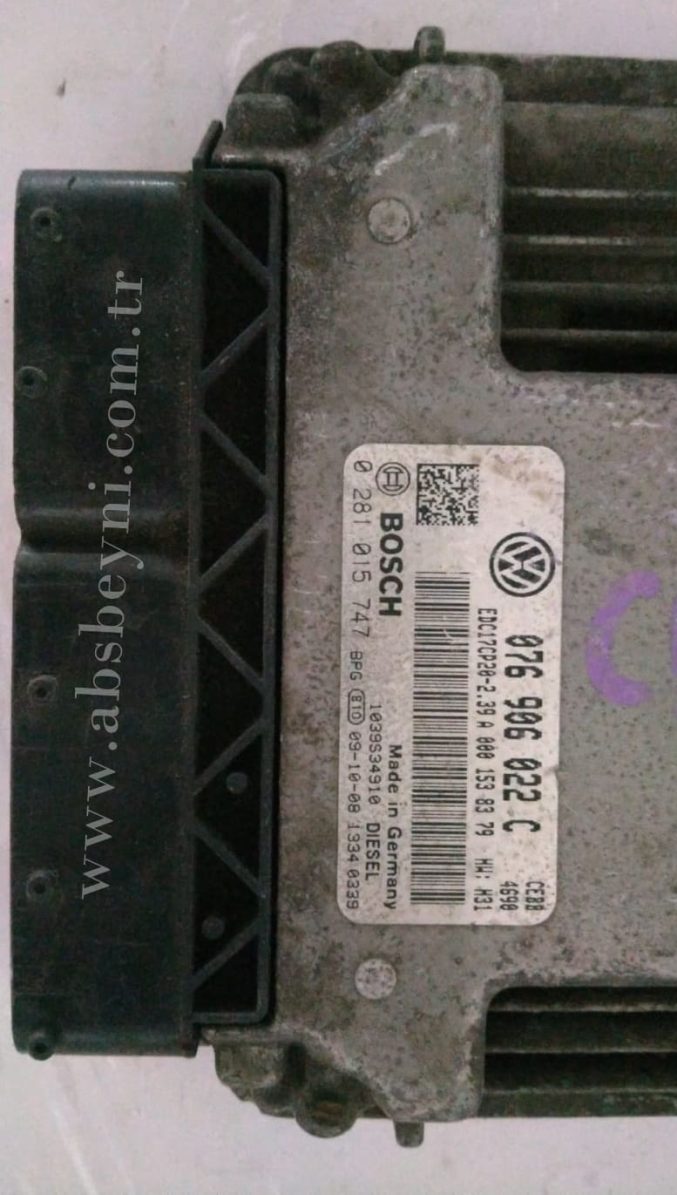 www.absbeyni.com.tr
076 906 022 C
CEBB
4690
EDC17CP20-2.39 A 000 153 83 79 HW: H31
BOSCH
Made in Germany
1039S34910 DIESEL
0 281 015 747 BPG 810 09-10-08 1334 0339